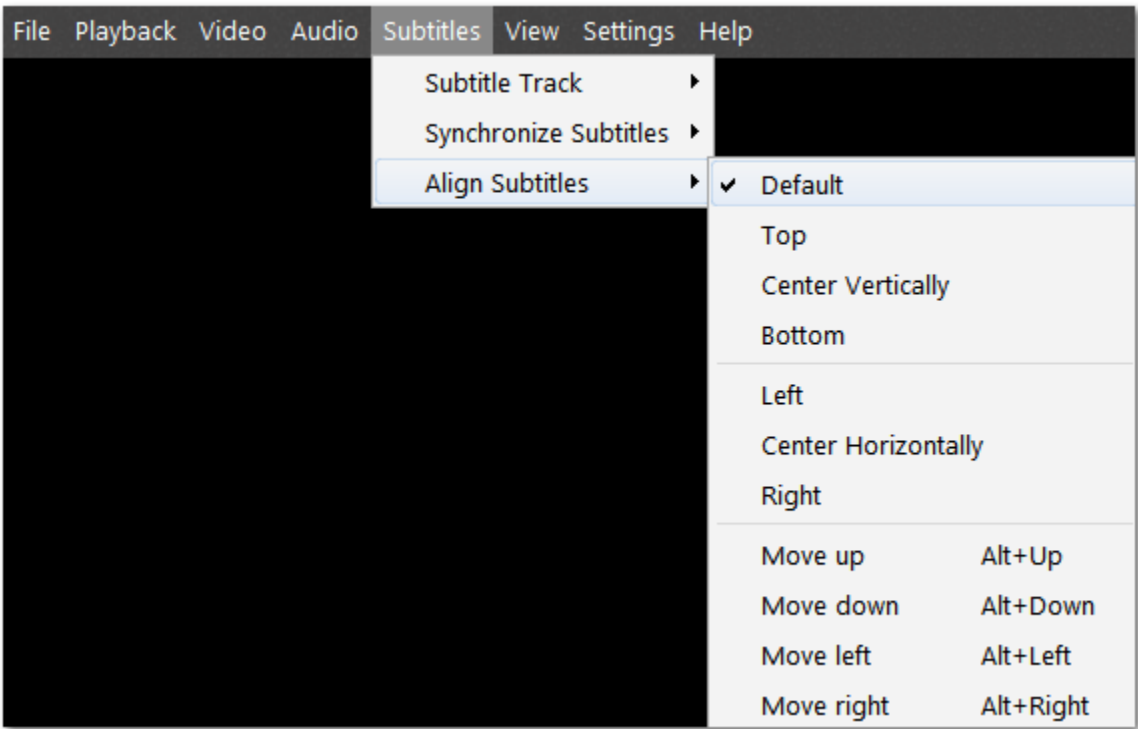 File Playback Video Audio Subtitles View Settings Help
Subtitle Track
Synchronize Subtitles
Align Subtitles
Default
Top
Center Vertically
Bottom
Left
Center Horizontally
Right
Move up Alt+Up
Move down Alt+Down
Move left Alt+Left
Move right Alt+Right